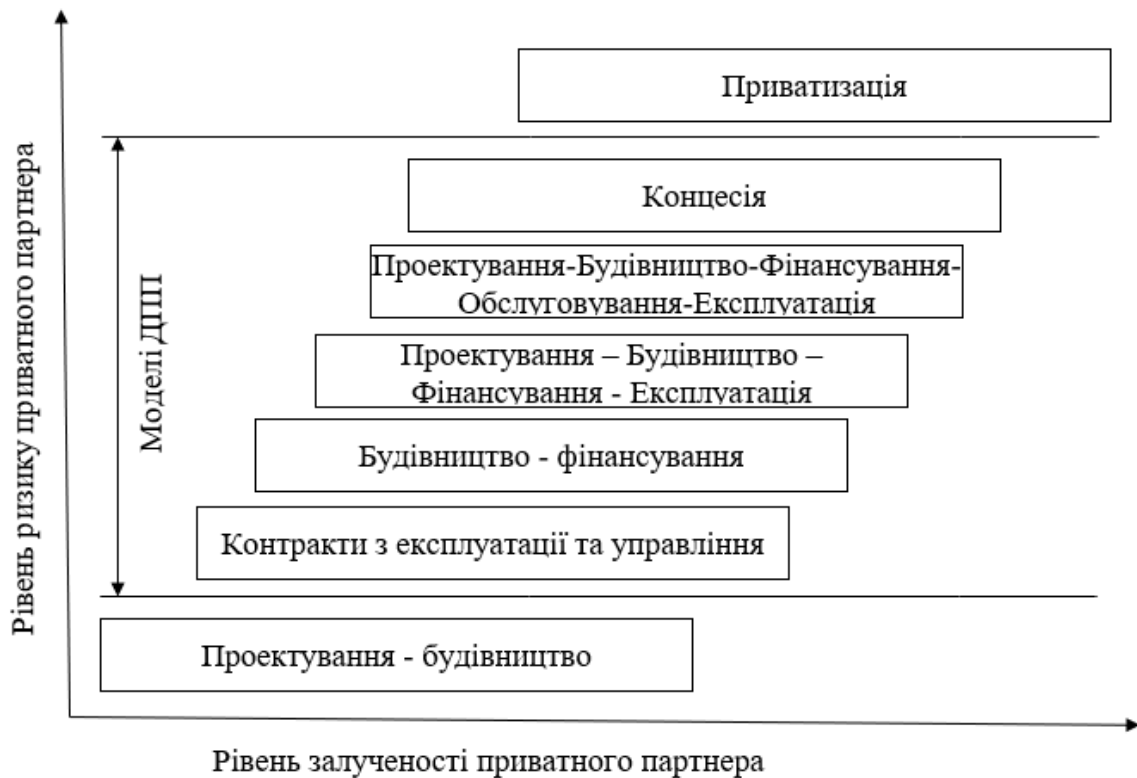 Приватизація
Концесія
Проектування-Будівництво-Фінансування-
Обслуговування-Експлуатація
Проектування – Будівництво –
Фінансування - Експлуатація
Будівництво - фінансування
Контракти з експлуатації та управління
Проектування - будівництво
Рівень ризику приватного партнера
Моделі ДПП
Рівень залученості приватного партнера